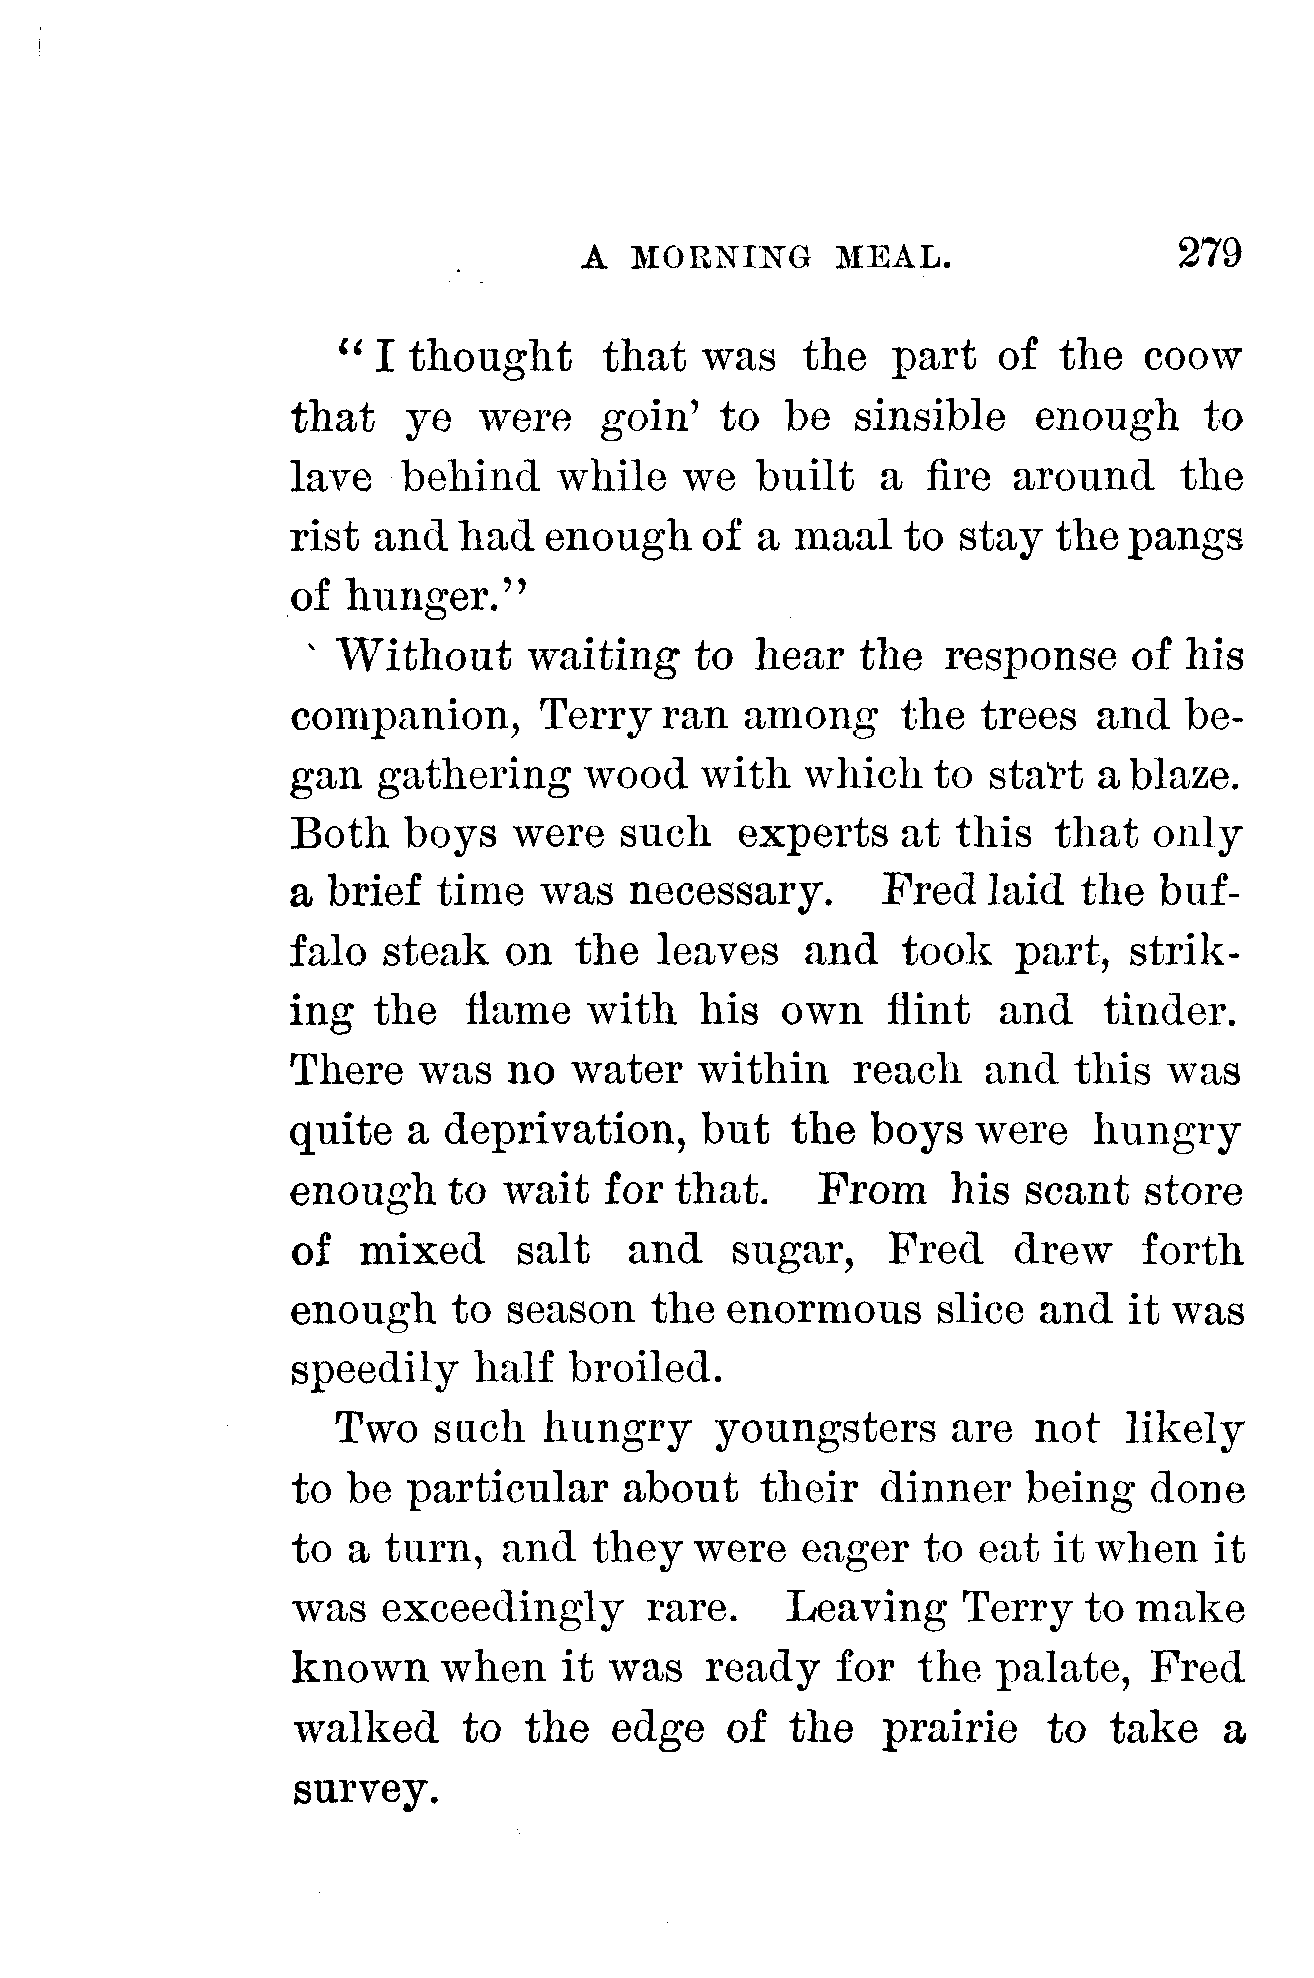 A MORNING MEAL. 279
“I thought that was the part of the coow
that ye were goin’ to be sinsible enough to
lave behind while we built a fire around the
rist and had enough of a maal to stay the pangs
of hunger.”
Without waiting to hear the response of his
companion, Terry ran among the trees and be-
gan gathering wood with which to start a blaze.
Both boys were such experts at this that only
a brief time was necessary. Fred laid the buf-
falo steak on the leaves and took part, strik-
ing the flame with his own flint and tinder.
There was no water within reach and this was
quite a deprivation, but the boys were hungry
enough to wait for that. From his scant store
of mixed salt and sugar, Fred drew forth
enough to season the enormous slice and it was
speedily half broiled.
Two such hungry youngsters are not likely
to be particular about their dinner being done
to a turn, and they were eager to eat it when it
was exceedingly rare. Leaving Terry to make
known when it was ready for the palate, Fred
walked to the edge of the prairie to take a
survey.